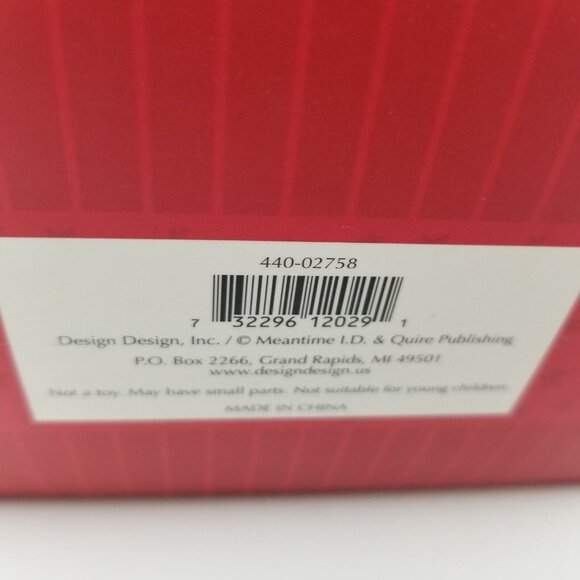 440-02758
7 32296 12029 1
Design Design, Inc. / © Meantime I.D. & Quire Publishing
P.O. Box 2266, Grand Rapids, MI 49501
www.designdesign.us
Not a toy. May have small parts. Not suitable for young children.
MADE IN CHINA